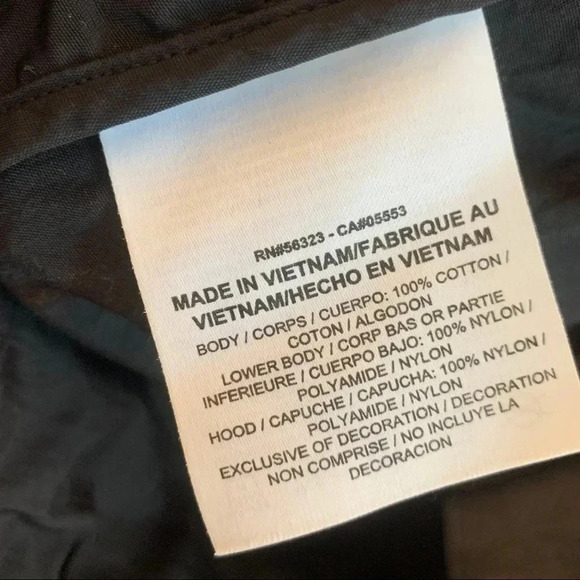 RN#56323 - CA#05553
MADE IN VIETNAM/FABRIQUE AU
VIETNAM/HECHO EN VIETNAM
BODY / CORPS / CUERPO: 100% COTTON /
COTON / ALGODON
LOWER BODY / CORP BAS OR PARTIE
INFERIEURE / CUERPO BAJO: 100% NYLON /
POLYAMIDE / NYLON
HOOD / CAPUCHE / CAPUCHA: 100% NYLON /
POLYAMIDE / NYLON
EXCLUSIVE OF DECORATION / DECORATION
NON COMPRISE / NO INCLUYE LA
DECORACION